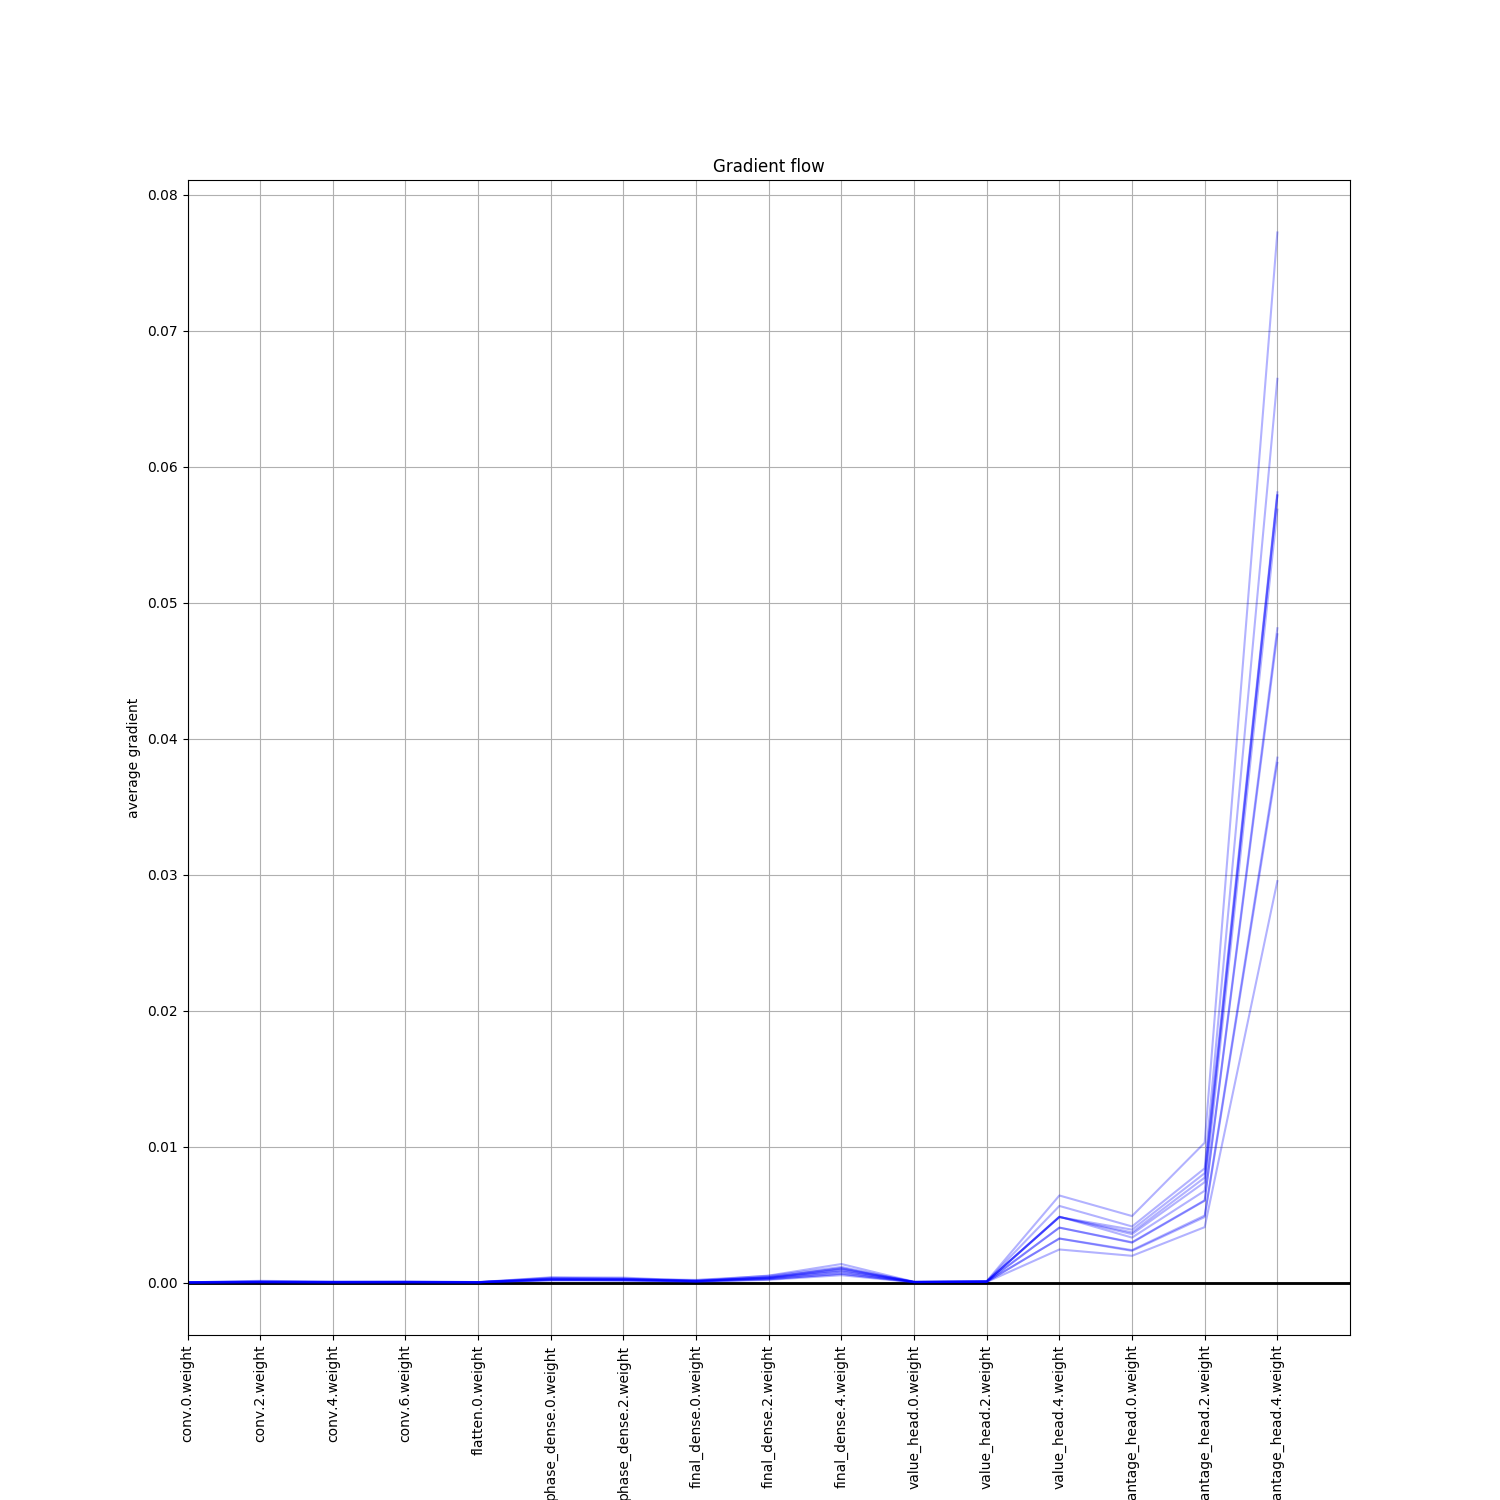 Gradient flow
0.08
0.07
0.06
0.05
0.04
0.03
0.02
0.01
0.00
average gradient
conv.0.weight
conv.2.weight
conv.4.weight
conv.6.weight
flatten.0.weight
phase_dense.0.weight
phase_dense.2.weight
final_dense.0.weight
final_dense.2.weight
final_dense.4.weight
value_head.0.weight
value_head.2.weight
value_head.4.weight
antage_head.0.weight
antage_head.2.weight
antage_head.4.weight